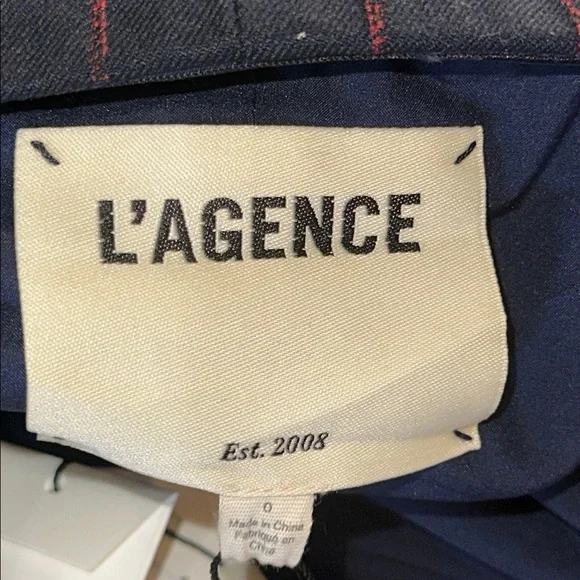 L'AGENCE
Est. 2008
0
Made in China
Fabriqué en
Chine